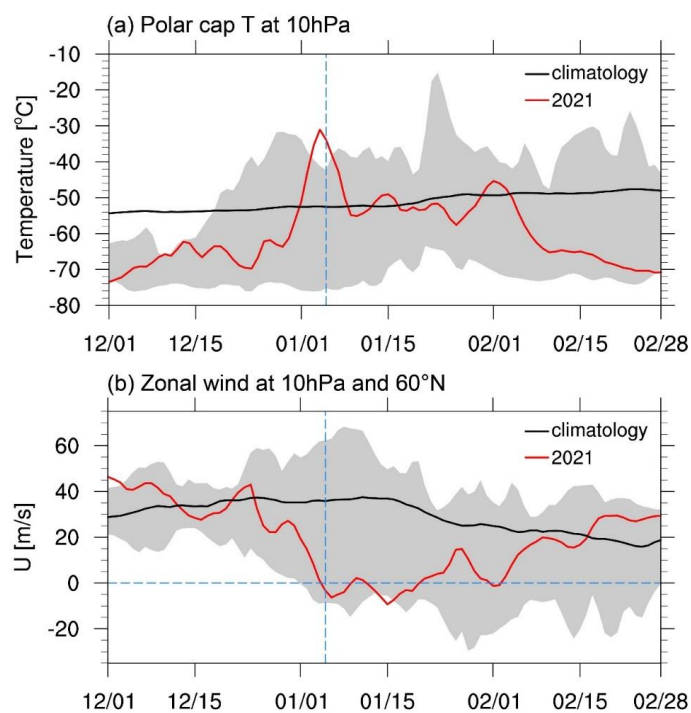 (a) Polar cap T at 10hPa
-10
-20
-30
-40
-50
-60
-70
-80
Temperature [°C]
climatology
2021
12/01 12/15 01/01 01/15 02/01 02/15 02/28
(b) Zonal wind at 10hPa and 60°N
60
40
20
0
-20
U [m/s]
climatology
2021
12/01 12/15 01/01 01/15 02/01 02/15 02/28